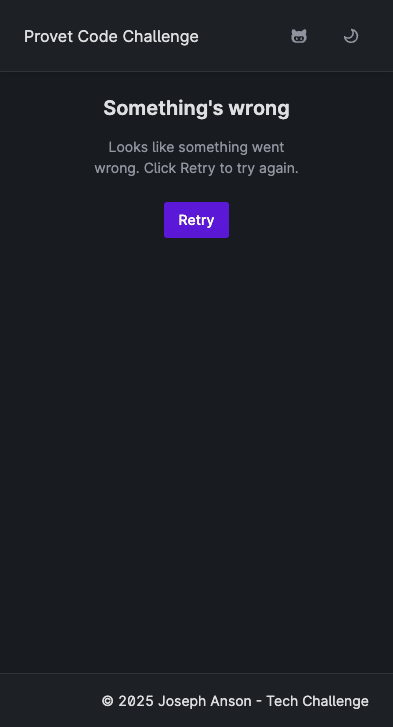 Provet Code Challenge
Something's wrong
Looks like something went
wrong. Click Retry to try again.
Retry
© 2025 Joseph Anson - Tech Challenge